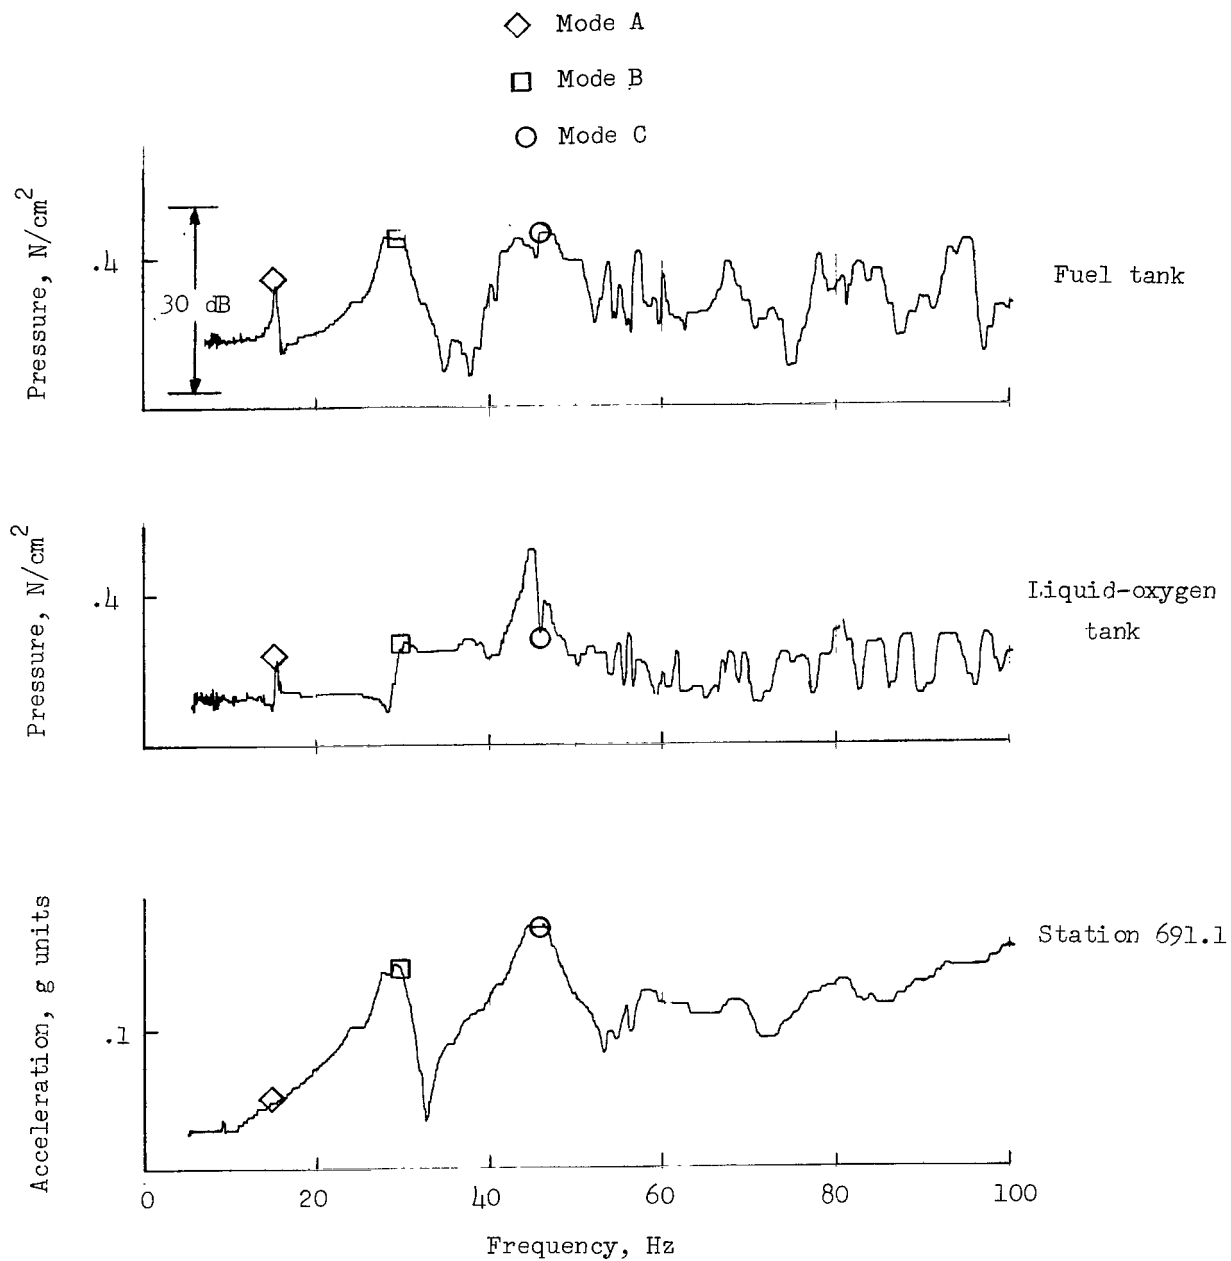 Mode A
Mode B
Mode C
Pressure, N/cm2
.4
30 dB
Fuel tank
Pressure, N/cm2
.4
Liquid-oxygen
tank
Acceleration, g units
.1
Station 691.1
0 20 40 60 80 100
Frequency, Hz